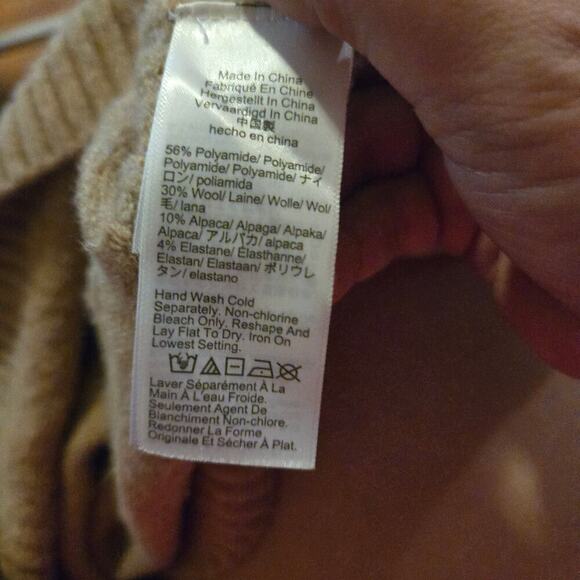 Made In China
Fabriqué En Chine
Hergestellt In China
Vervaardigd In China
中国製
hecho en china
56% Polyamide/ Polyamide/
Polyamide/ Polyamide/ ナイ
ロン/ poliamida
30% Wool/ Laine/ Wolle/ Wol/
毛/ lana
10% Alpaca/ Alpaga/ Alpaka/
Alpaca/ アルパカ/ alpaca
4% Elastane/ Élasthanne/
Elastan/ Elastaan/ ポリウレ
タン/ elastano
Hand Wash Cold
Separately. Non-chlorine
Bleach Only. Reshape And
Lay Flat To Dry. Iron On
Lowest Setting.
Laver Séparément À La
Main À L'eau Froide.
Seulement Agent De
Blanchiment Non-chlore.
Redonner La Forme
Originale Et Sécher À Plat.